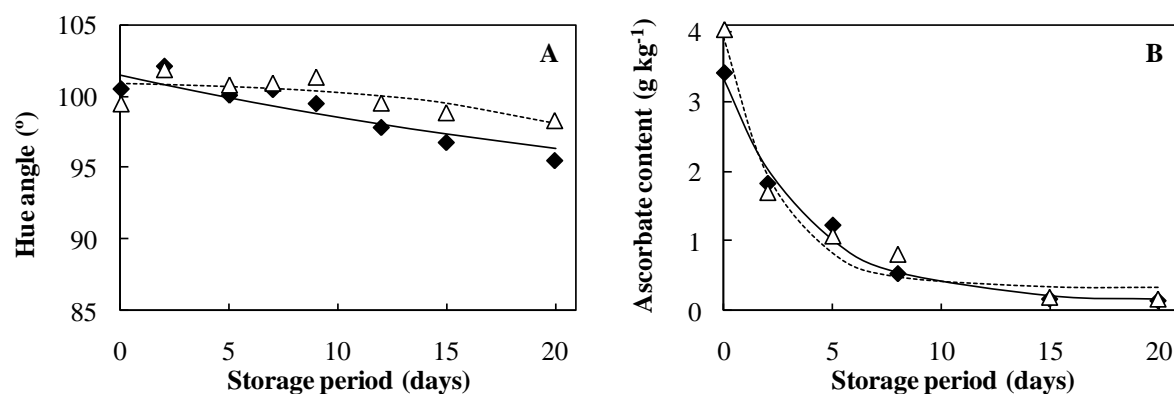 105
100
95
90
85
Hue angle (º)
A
0 5 10 15 20
Storage period (days)
4
3
2
1
0
Ascorbate content (g kg-1)
B
0 5 10 15 20
Storage period (days)